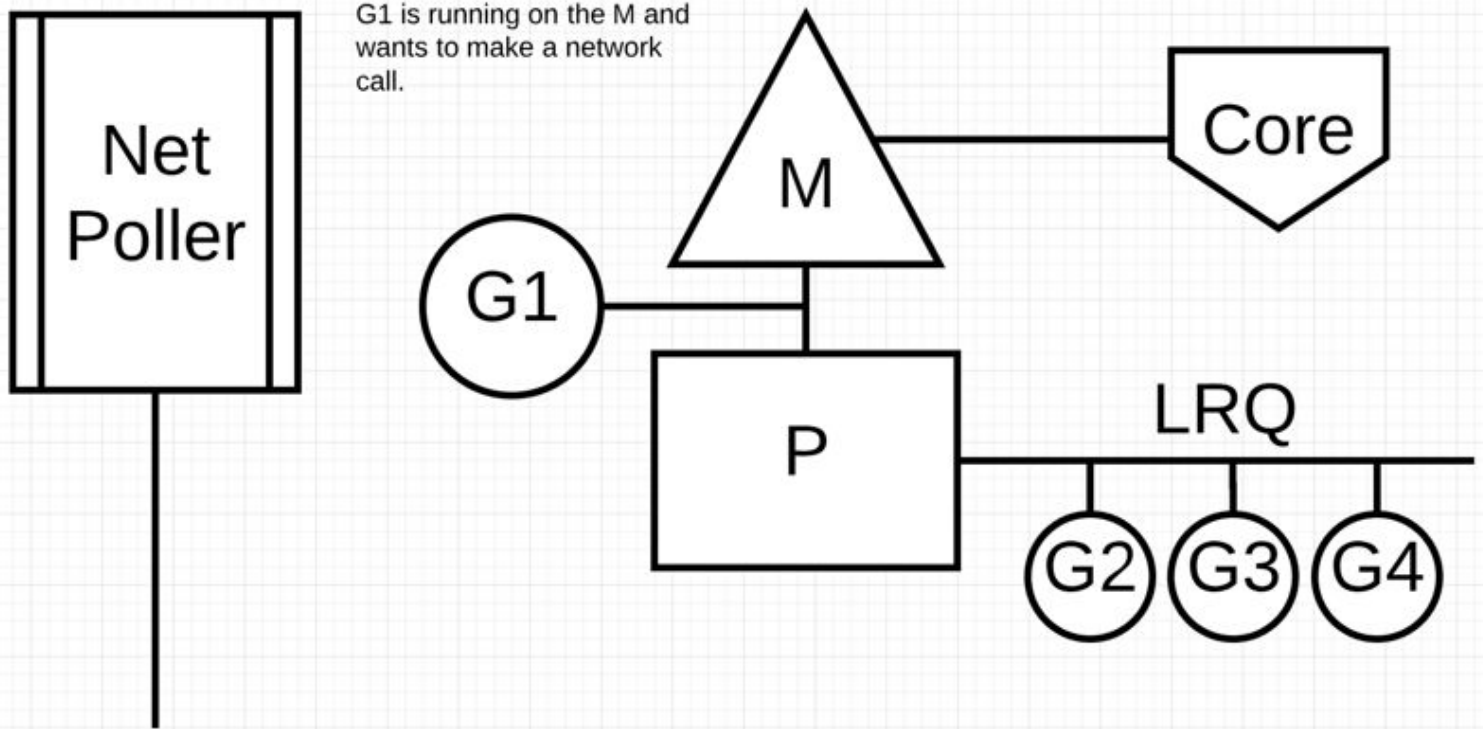 G1 is running on the M and
wants to make a network
call.
Net
Poller
M
Core
G1
P
LRQ
G2
G3
G4